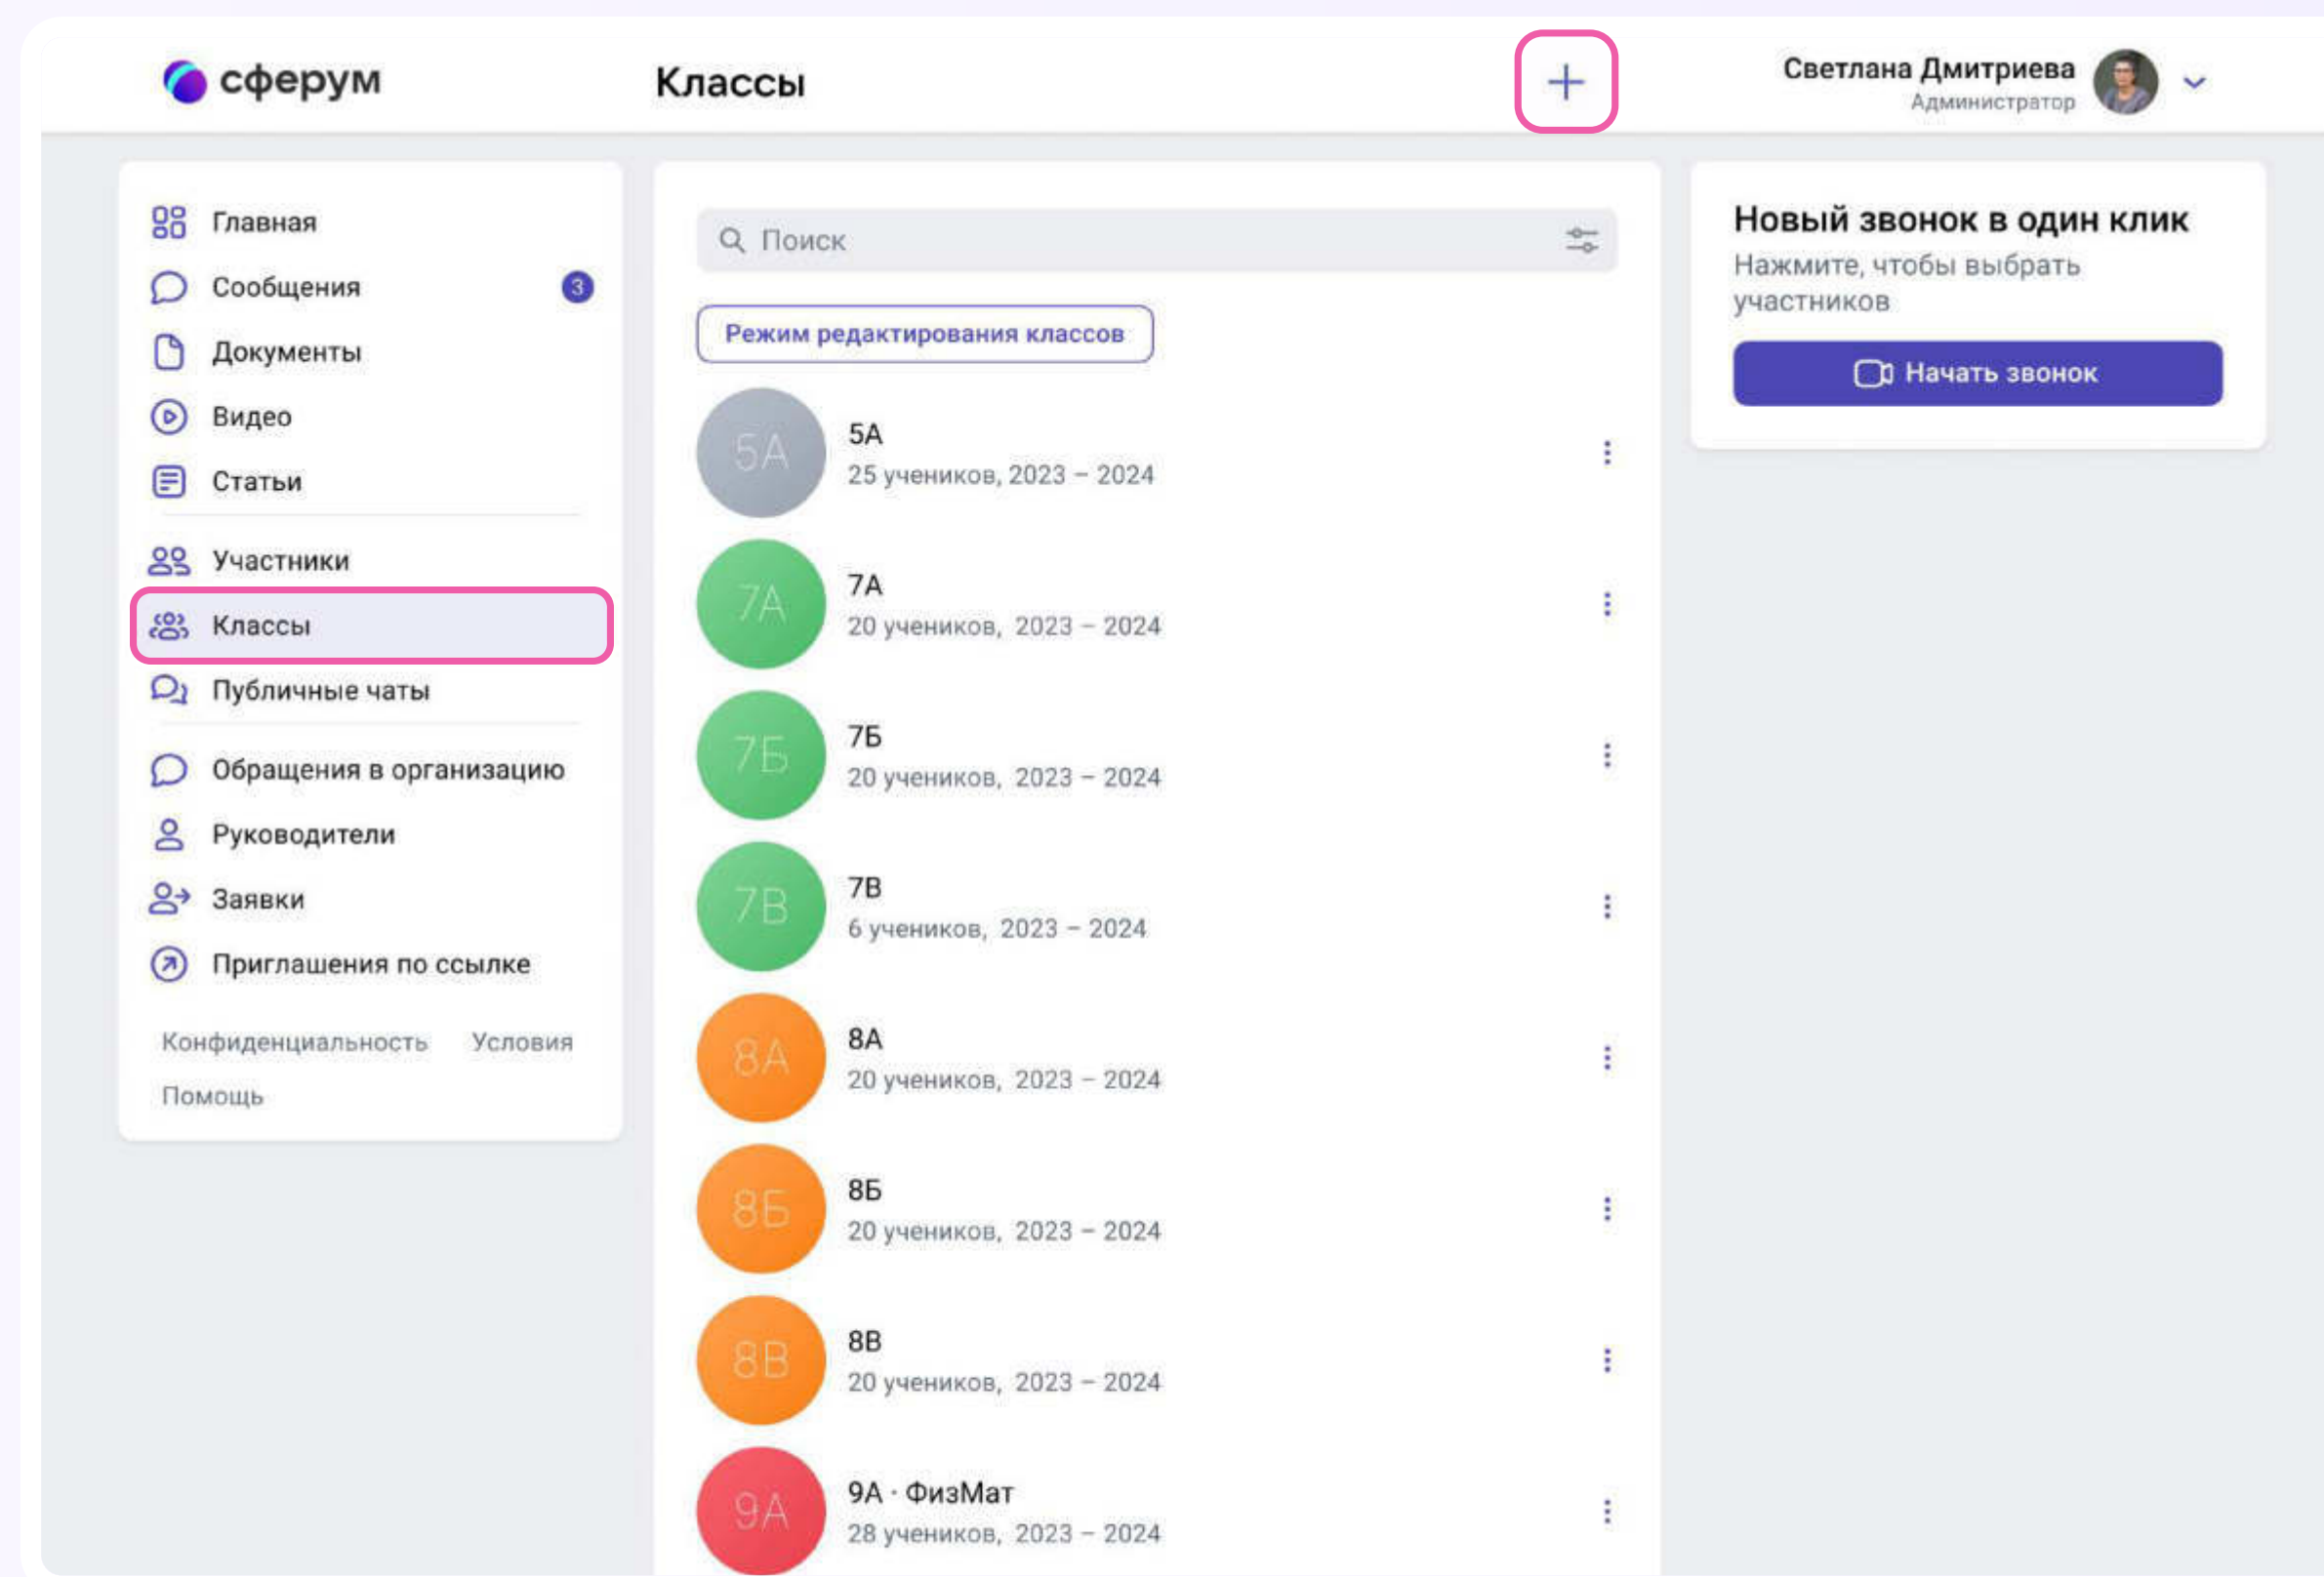 сферум
Классы
Светлана Дмитриева
Администратор
Главная
Сообщения
3
Документы
Видео
Статьи
Участники
Классы
Публичные чаты
Обращения в организацию
Руководители
Заявки
Приглашения по ссылке
Конфиденциальность Условия
Помощь
Поиск
Режим редактирования классов
5А
5А
25 учеников, 2023 – 2024
7А
7А
20 учеников, 2023 – 2024
7Б
7Б
20 учеников, 2023 – 2024
7В
7В
6 учеников, 2023 – 2024
8А
8А
20 учеников, 2023 – 2024
8Б
8Б
20 учеников, 2023 – 2024
8В
8В
20 учеников, 2023 – 2024
9А
9А · ФизМат
28 учеников, 2023 – 2024
Новый звонок в один клик
Нажмите, чтобы выбрать
участников
Начать звонок